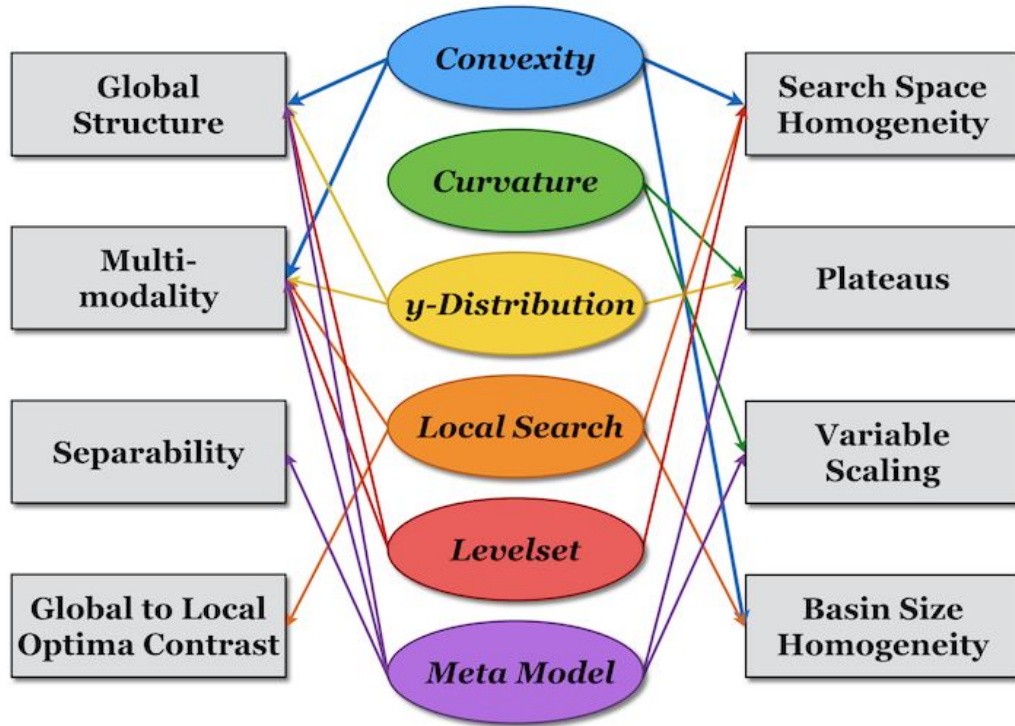 Global
Structure
Multi-
modality
Separability
Global to Local
Optima Contrast
Convexity
Curvature
y-Distribution
Local Search
Levelset
Meta Model
Search Space
Homogeneity
Plateaus
Variable
Scaling
Basin Size
Homogeneity